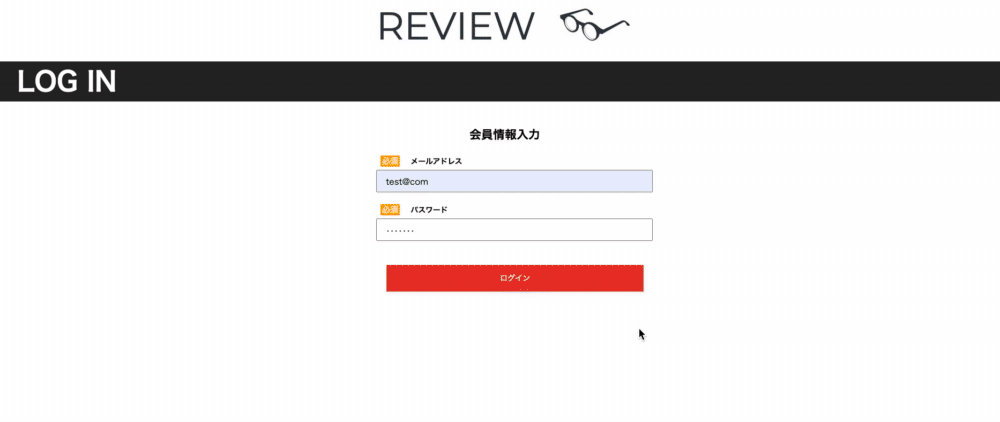 REVIEW
LOG IN
会員情報入力
必須 メールアドレス
test@com
必須 パスワード
·······
ログイン